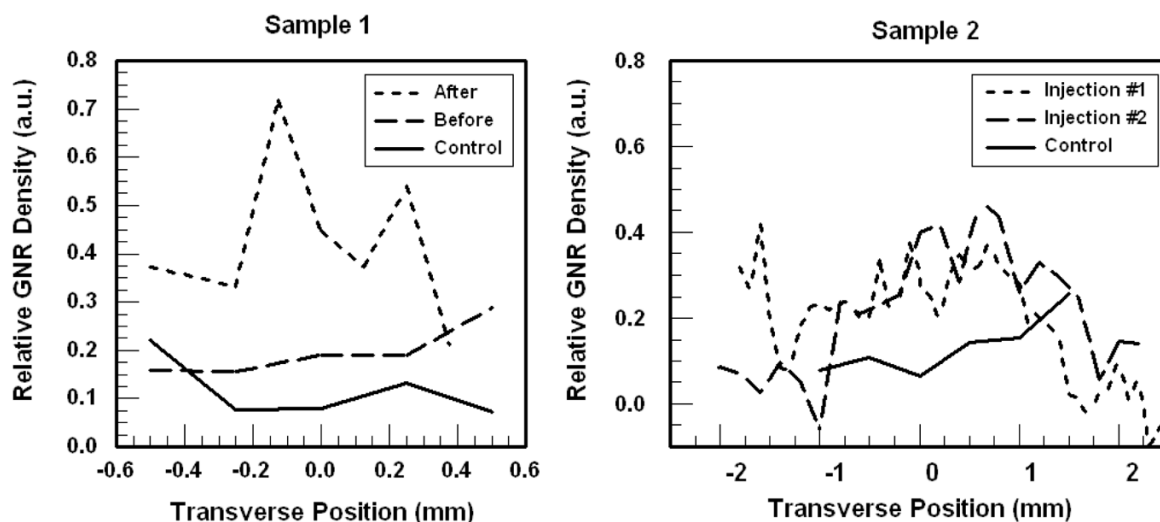 Sample 1
Relative GNR Density (a.u.)
0.8
0.7
0.6
0.5
0.4
0.3
0.2
0.1
0.0
After
Before
Control
-0.6
-0.4
-0.2
0.0
0.2
0.4
0.6
Transverse Position (mm)
Sample 2
Relative GNR Density (a.u.)
0.8
0.6
0.4
0.2
0.0
Injection #1
Injection #2
Control
-2
-1
0
1
2
Transverse Position (mm)